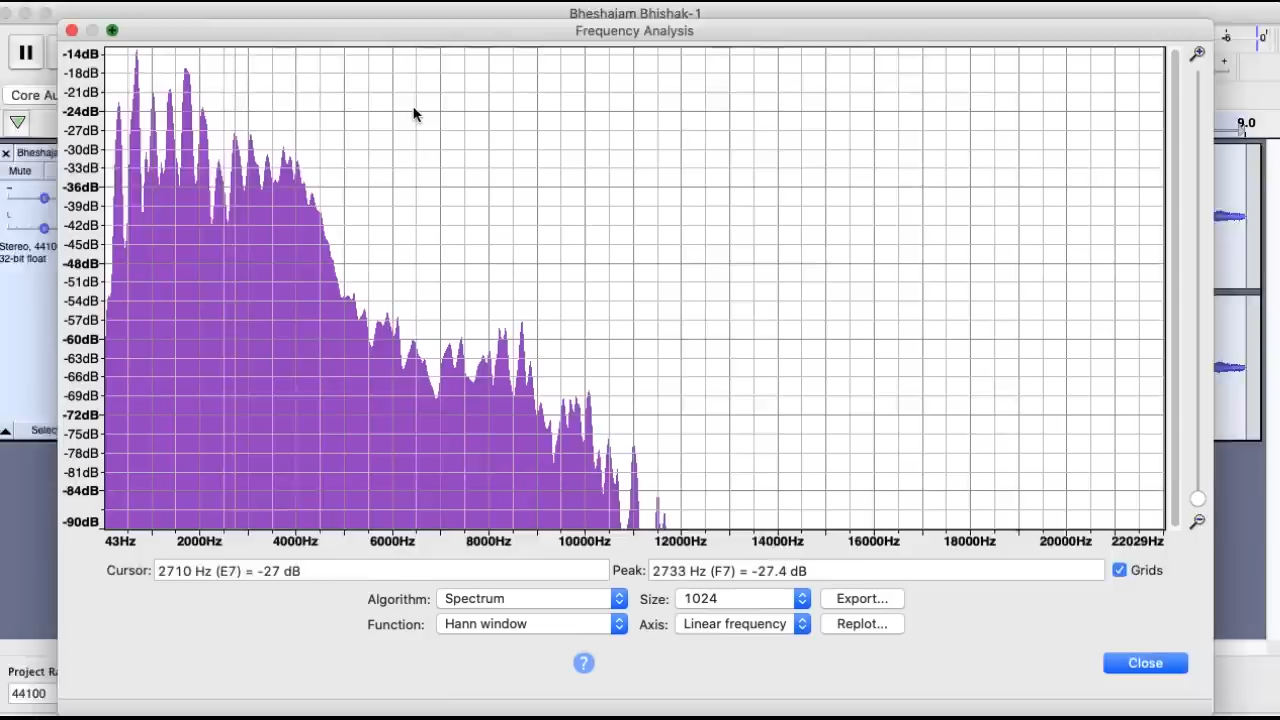 Bheshajam Bhishak-1
Frequency Analysis
-6 0
Core Au
9.0
Bheshaja
Mute
L
Stereo, 4410
32-bit float
Selec
-14dB
-18dB
-21dB
-24dB
-27dB
-30dB
-33dB
-36dB
-39dB
-42dB
-45dB
-48dB
-51dB
-54dB
-57dB
-60dB
-63dB
-66dB
-69dB
-72dB
-75dB
-78dB
-81dB
-84dB
-90dB
43Hz 2000Hz 4000Hz 6000Hz 8000Hz 10000Hz 12000Hz 14000Hz 16000Hz 18000Hz 20000Hz 22029Hz
Cursor: 2710 Hz (E7) = -27 dB Peak: 2733 Hz (F7) = -27.4 dB Grids
Algorithm: Spectrum Size: 1024 Export...
Function: Hann window Axis: Linear frequency Replot...
? Close
Project Ra
44100